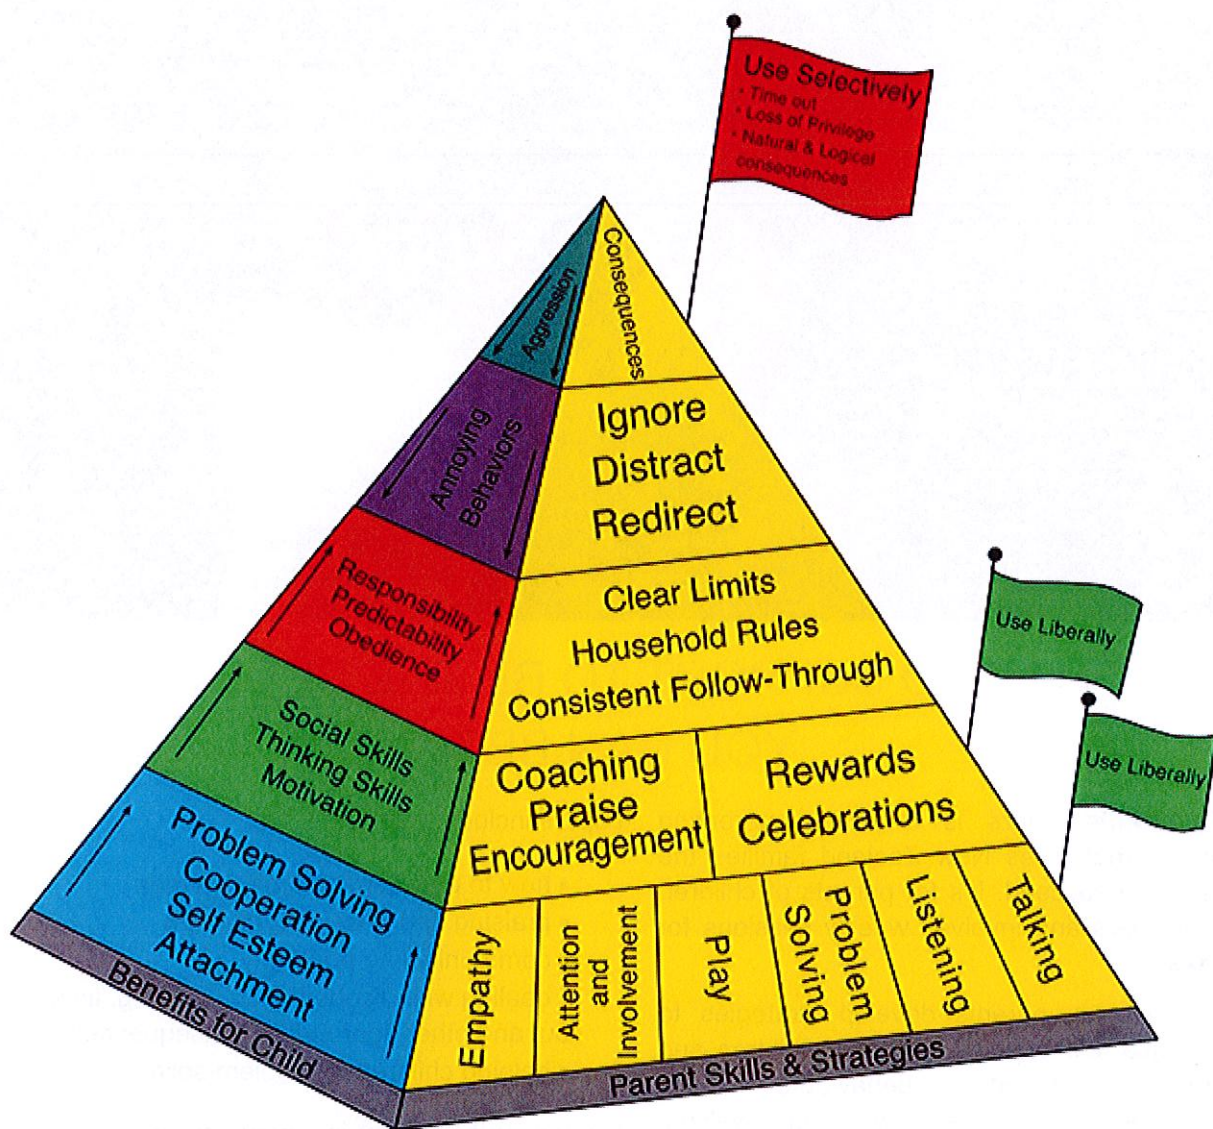 Use Selectively
• Time out
• Loss of Privilege
• Natural & Logical
consequences
Aggression
Consequences
Annoying
Behaviors
Ignore
Distract
Redirect
Responsibility
Predictability
Obedience
Clear Limits
Household Rules
Consistent Follow-Through
Use Liberally
Social Skills
Thinking Skills
Motivation
Coaching
Praise
Encouragement
Rewards
Celebrations
Use Liberally
Problem Solving
Cooperation
Self Esteem
Attachment
Empathy
Attention
and
Involvement
Play
Problem
Solving
Listening
Talking
Benefits for Child
Parent Skills & Strategies